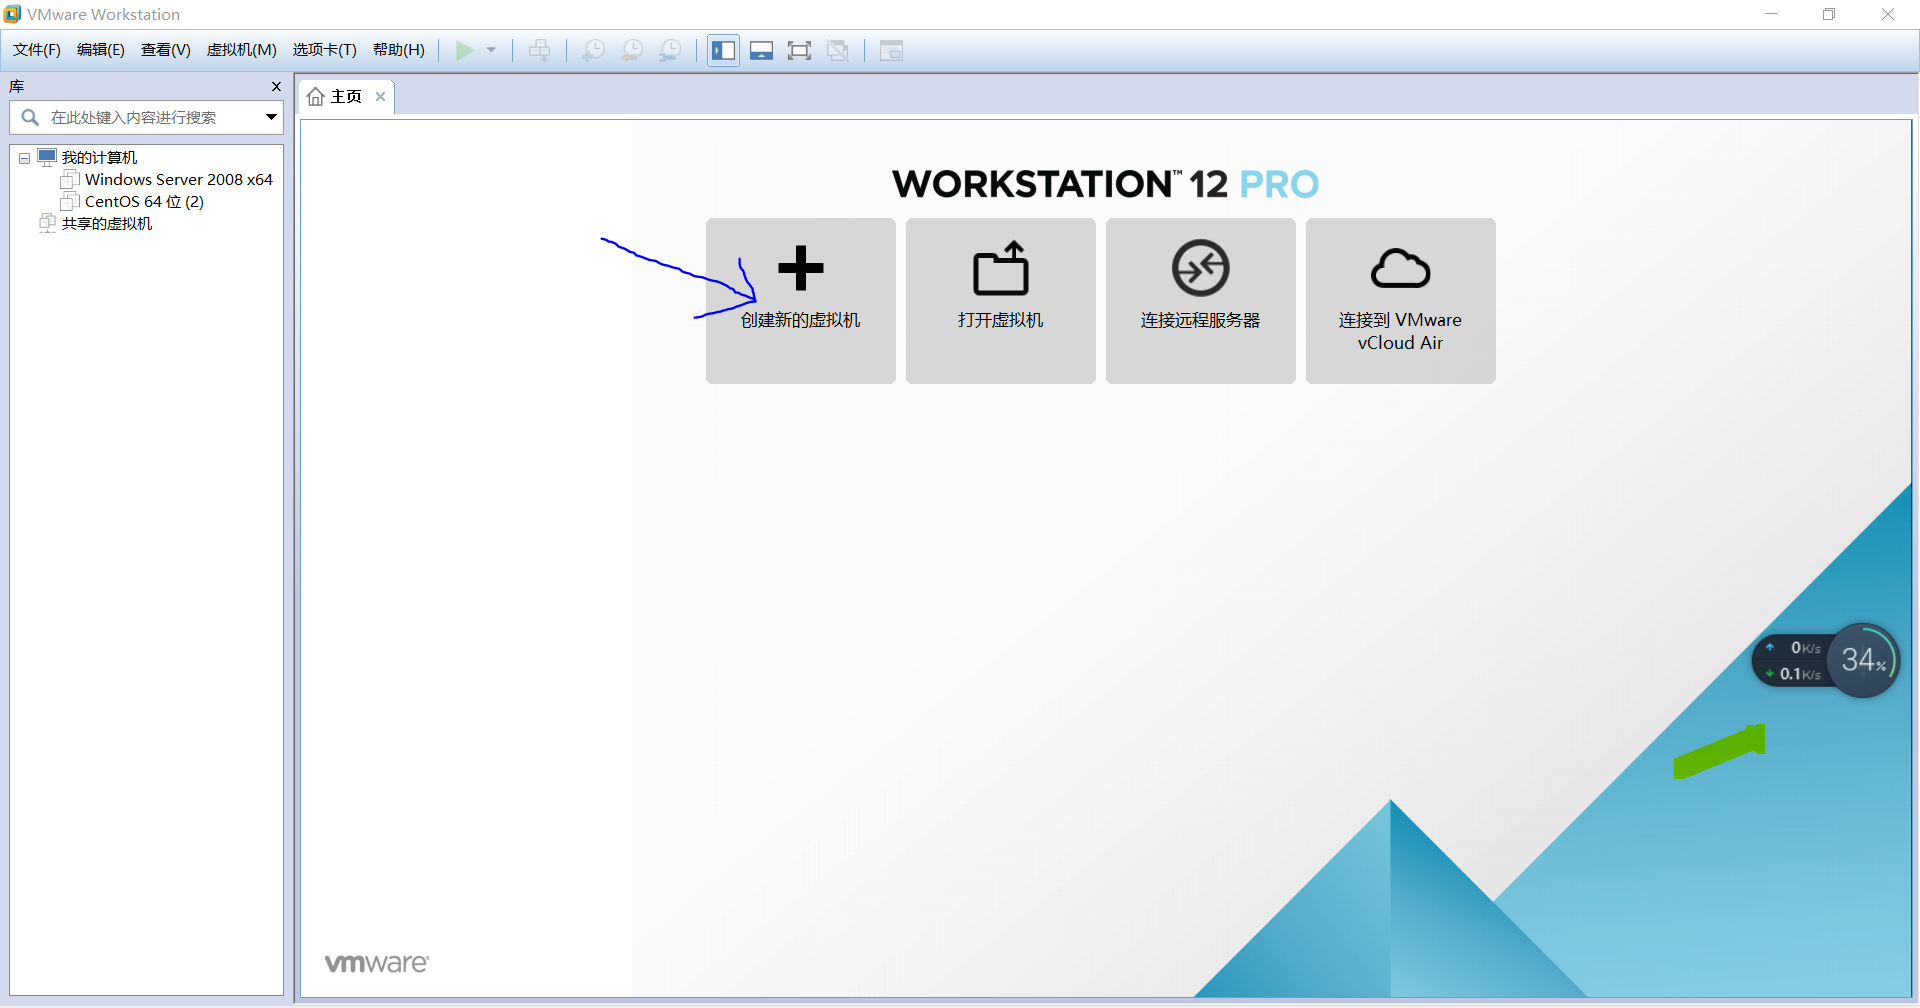 VMware Workstation
文件(F) 编辑(E) 查看(V) 虚拟机(M) 选项卡(T) 帮助(H)
库
主页
在此处键入内容进行搜索
我的计算机
Windows Server 2008 x64
CentOS 64 位 (2)
共享的虚拟机
WORKSTATION™ 12 PRO
创建新的虚拟机
打开虚拟机
连接远程服务器
连接到 VMware
vCloud Air
0K/s
0.1K/s
34%
vmware®